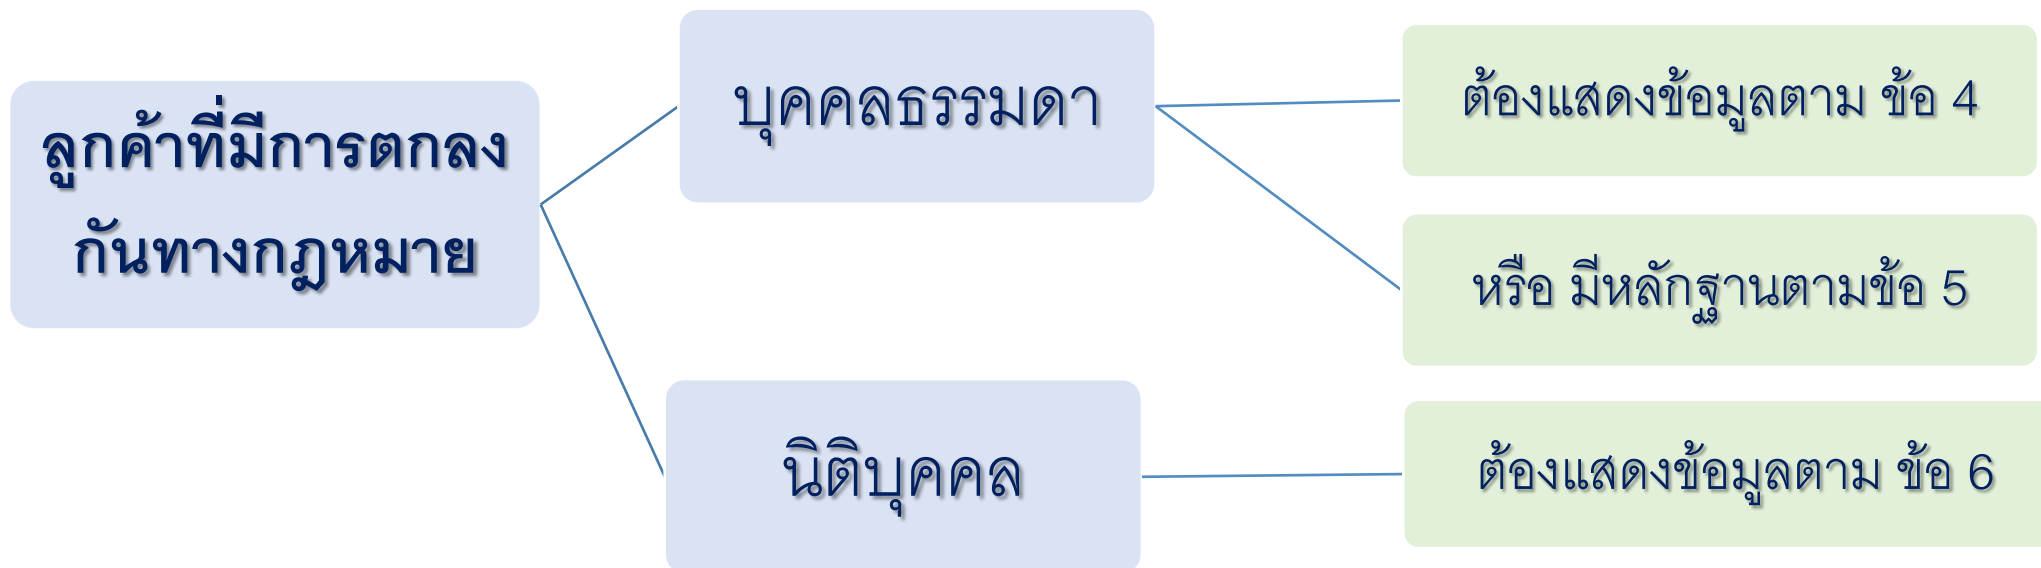 ลูกค้าที่มีการตกลง
กันทางกฎหมาย
บุคคลธรรมดา
ต้องแสดงข้อมูลตาม ข้อ 4
หรือ มีหลักฐานตามข้อ 5
นิติบุคคล
ต้องแสดงข้อมูลตาม ข้อ 6